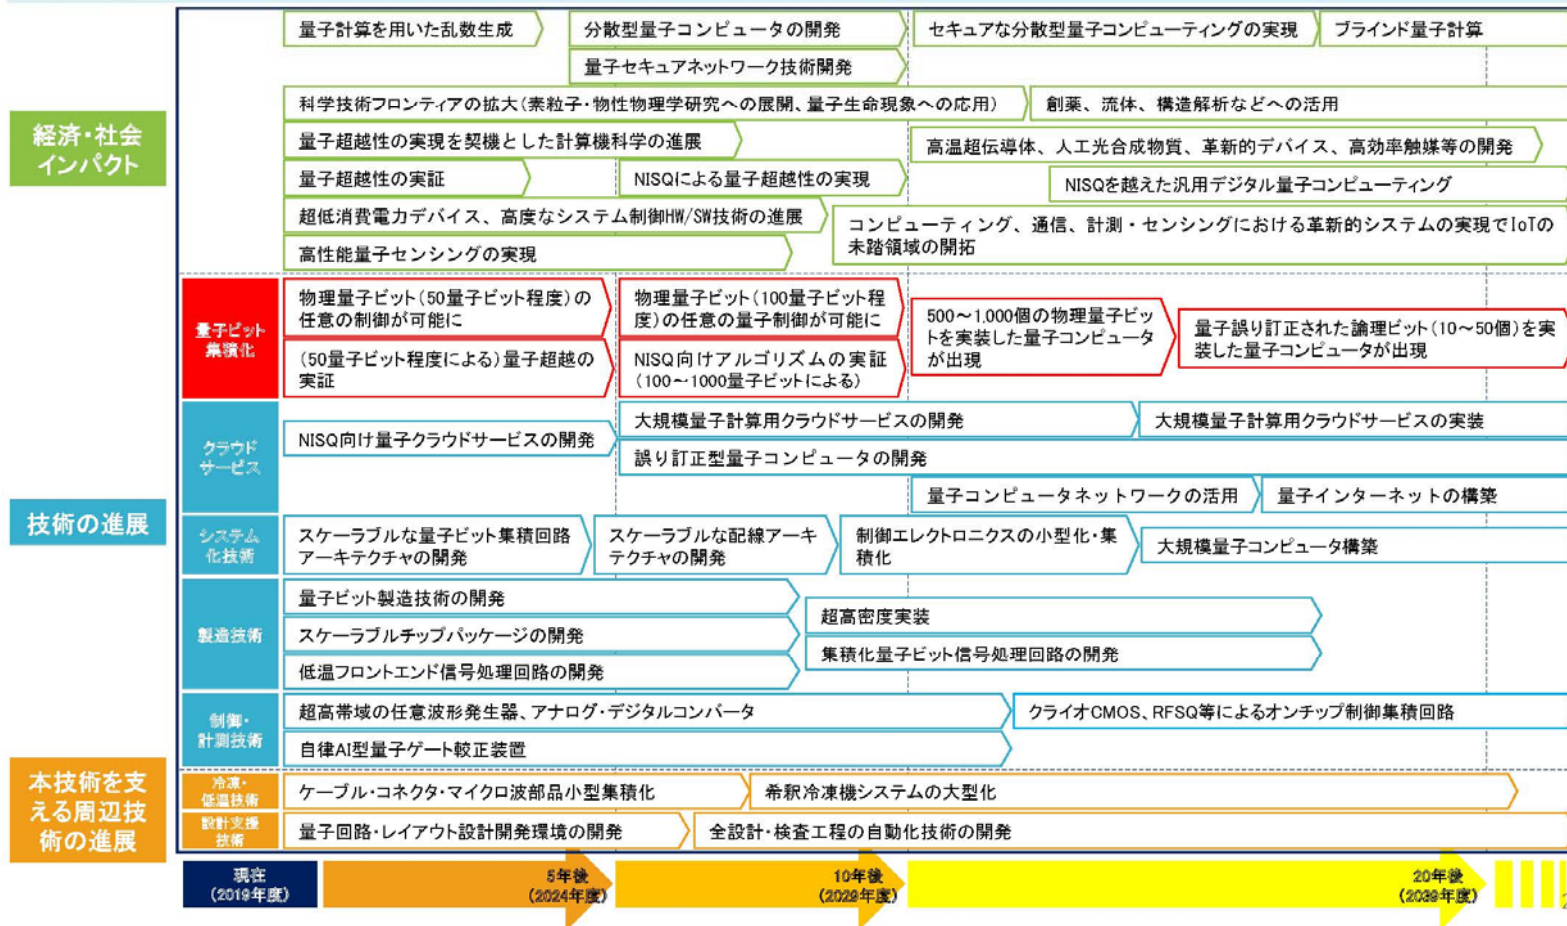 量子計算を用いた乱数生成
分散型量子コンピュータの開発
セキュアな分散型量子コンピューティングの実現
ブラインド量子計算
量子セキュアネットワーク技術開発
経済・社会
インパクト
科学技術フロンティアの拡大(素粒子・物性物理学研究への展開、量子生命現象への応用)
創薬、流体、構造解析などへの活用
量子超越性の実現を契機とした計算機科学の進展
高温超伝導体、人工光合成物質、革新的デバイス、高効率触媒等の開発
量子超越性の実証
NISQによる量子超越性の実現
NISQを越えた汎用デジタル量子コンピューティング
超低消費電力デバイス、高度なシステム制御HW/SW技術の進展
コンピューティング、通信、計測・センシングにおける革新的システムの実現でIoTの
未踏領域の開拓
高性能量子センシングの実現
技術の進展
量子ビット
集積化
物理量子ビット(50量子ビット程度)の
任意の制御が可能に
物理量子ビット(100量子ビット程
度)の任意の量子制御が可能に
500~1,000個の物理量子ビッ
トを実装した量子コンピュータ
が出現
量子誤り訂正された論理ビット(10~50個)を実
装した量子コンピュータが出現
(50量子ビット程度による)量子超越の
実証
NISQ向けアルゴリズムの実証
(100~1000量子ビットによる)
クラウド
サービス
NISQ向け量子クラウドサービスの開発
大規模量子計算用クラウドサービスの開発
大規模量子計算用クラウドサービスの実装
誤り訂正型量子コンピュータの開発
量子コンピュータネットワークの活用
量子インターネットの構築
システム
化技術
スケーラブルな量子ビット集積回路
アーキテクチャの開発
スケーラブルな配線アーキ
テクチャの開発
制御エレクトロニクスの小型化・集
積化
大規模量子コンピュータ構築
製造技術
量子ビット製造技術の開発
超高密度実装
スケーラブルチップパッケージの開発
集積化量子ビット信号処理回路の開発
低温フロントエンド信号処理回路の開発
制御・
計測技術
超高帯域の任意波形発生器、アナログ・デジタルコンバータ
クライオCMOS、RFSQ等によるオンチップ制御集積回路
自律AI型量子ゲート較正装置
本技術を支
える周辺技
術の進展
冷凍・
低温技術
ケーブル・コネクタ・マイクロ波部品小型集積化
希釈冷凍機システムの大型化
設計支援
技術
量子回路・レイアウト設計開発環境の開発
全設計・検査工程の自動化技術の開発
現在
(2019年度)
5年後
(2024年度)
10年後
(2029年度)
20年後
(2039年度)
2